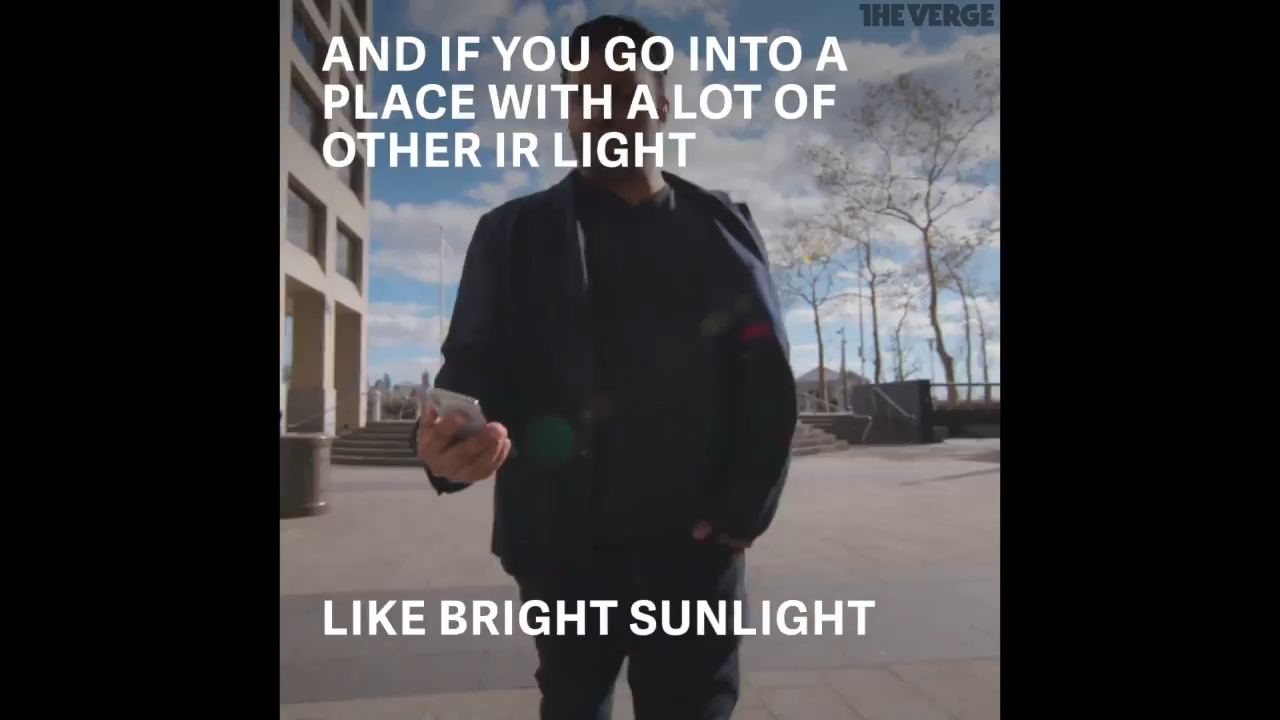 THE VERGE
AND IF YOU GO INTO A
PLACE WITH A LOT OF
OTHER IR LIGHT
LIKE BRIGHT SUNLIGHT